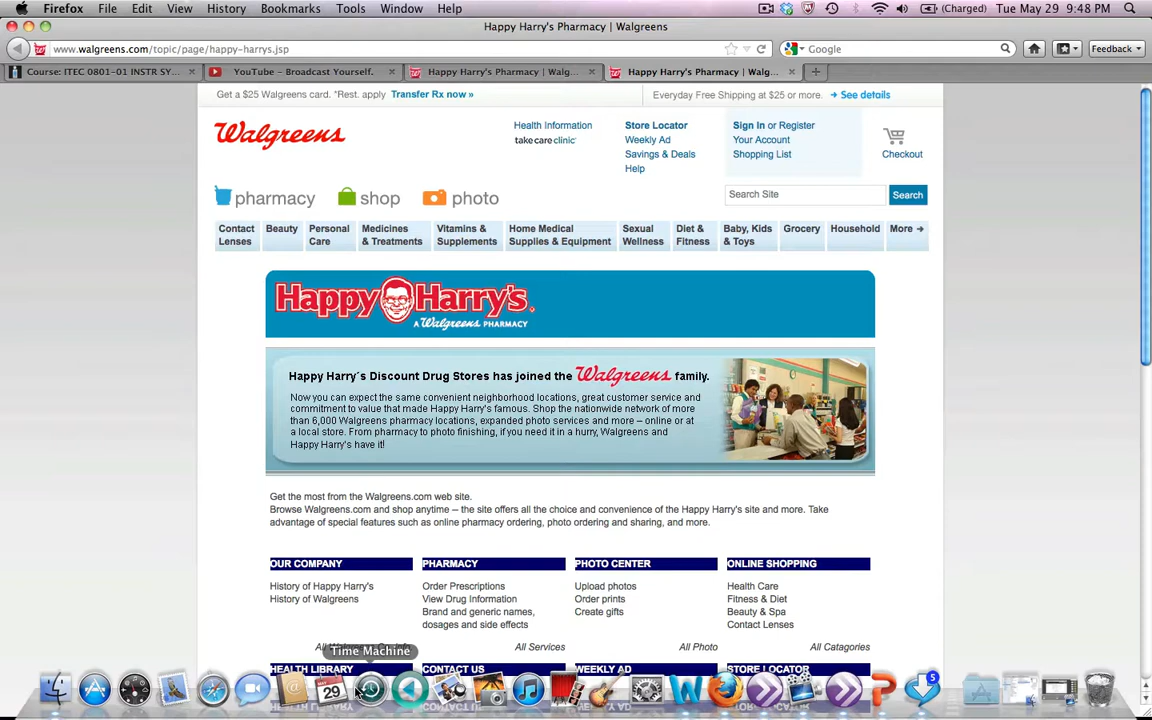 Firefox File Edit View History Bookmarks Tools Window Help (Charged) Tue May 29 9:48 PM
Happy Harry's Pharmacy | Walgreens
www.walgreens.com/topic/page/happy-harrys.jsp Google Feedback
Course: ITEC 0801-01 INSTR SY... YouTube - Broadcast Yourself. Happy Harry's Pharmacy | Walg... Happy Harry's Pharmacy | Walg...
Get a $25 Walgreens card. *Rest. apply Transfer Rx now » Everyday Free Shipping at $25 or more. → See details
Walgreens
Health Information Store Locator Sign In or Register
take care clinic Weekly Ad Your Account
Savings & Deals Shopping List Checkout
Help
pharmacy shop photo Search Site Search
Contact Lenses Beauty Personal Care Medicines & Treatments Vitamins & Supplements Home Medical Supplies & Equipment Sexual Wellness Diet & Fitness Baby, Kids & Toys Grocery Household More →
Happy Harry's
A Walgreens PHARMACY
Happy Harry´s Discount Drug Stores has joined the Walgreens family.
Now you can expect the same convenient neighborhood locations, great customer service and
commitment to value that made Happy Harry's famous. Shop the nationwide network of more
than 6,000 Walgreens pharmacy locations, expanded photo services and more – online or at
a local store. From pharmacy to photo finishing, if you need it in a hurry, Walgreens and
Happy Harry's have it!
Get the most from the Walgreens.com web site.
Browse Walgreens.com and shop anytime -- the site offers all the choice and convenience of the Happy Harry's site and more. Take
advantage of special features such as online pharmacy ordering, photo ordering and sharing, and more.
OUR COMPANY PHARMACY PHOTO CENTER ONLINE SHOPPING
History of Happy Harry's Order Prescriptions Upload photos Health Care
History of Walgreens View Drug Information Order prints Fitness & Diet
Brand and generic names, Create gifts Beauty & Spa
dosages and side effects Contact Lenses
All Services All Photo All Catagories
Time Machine
HEALTH LIBRARY CONTACT US WEEKLY AD STORE LOCATOR
29
5